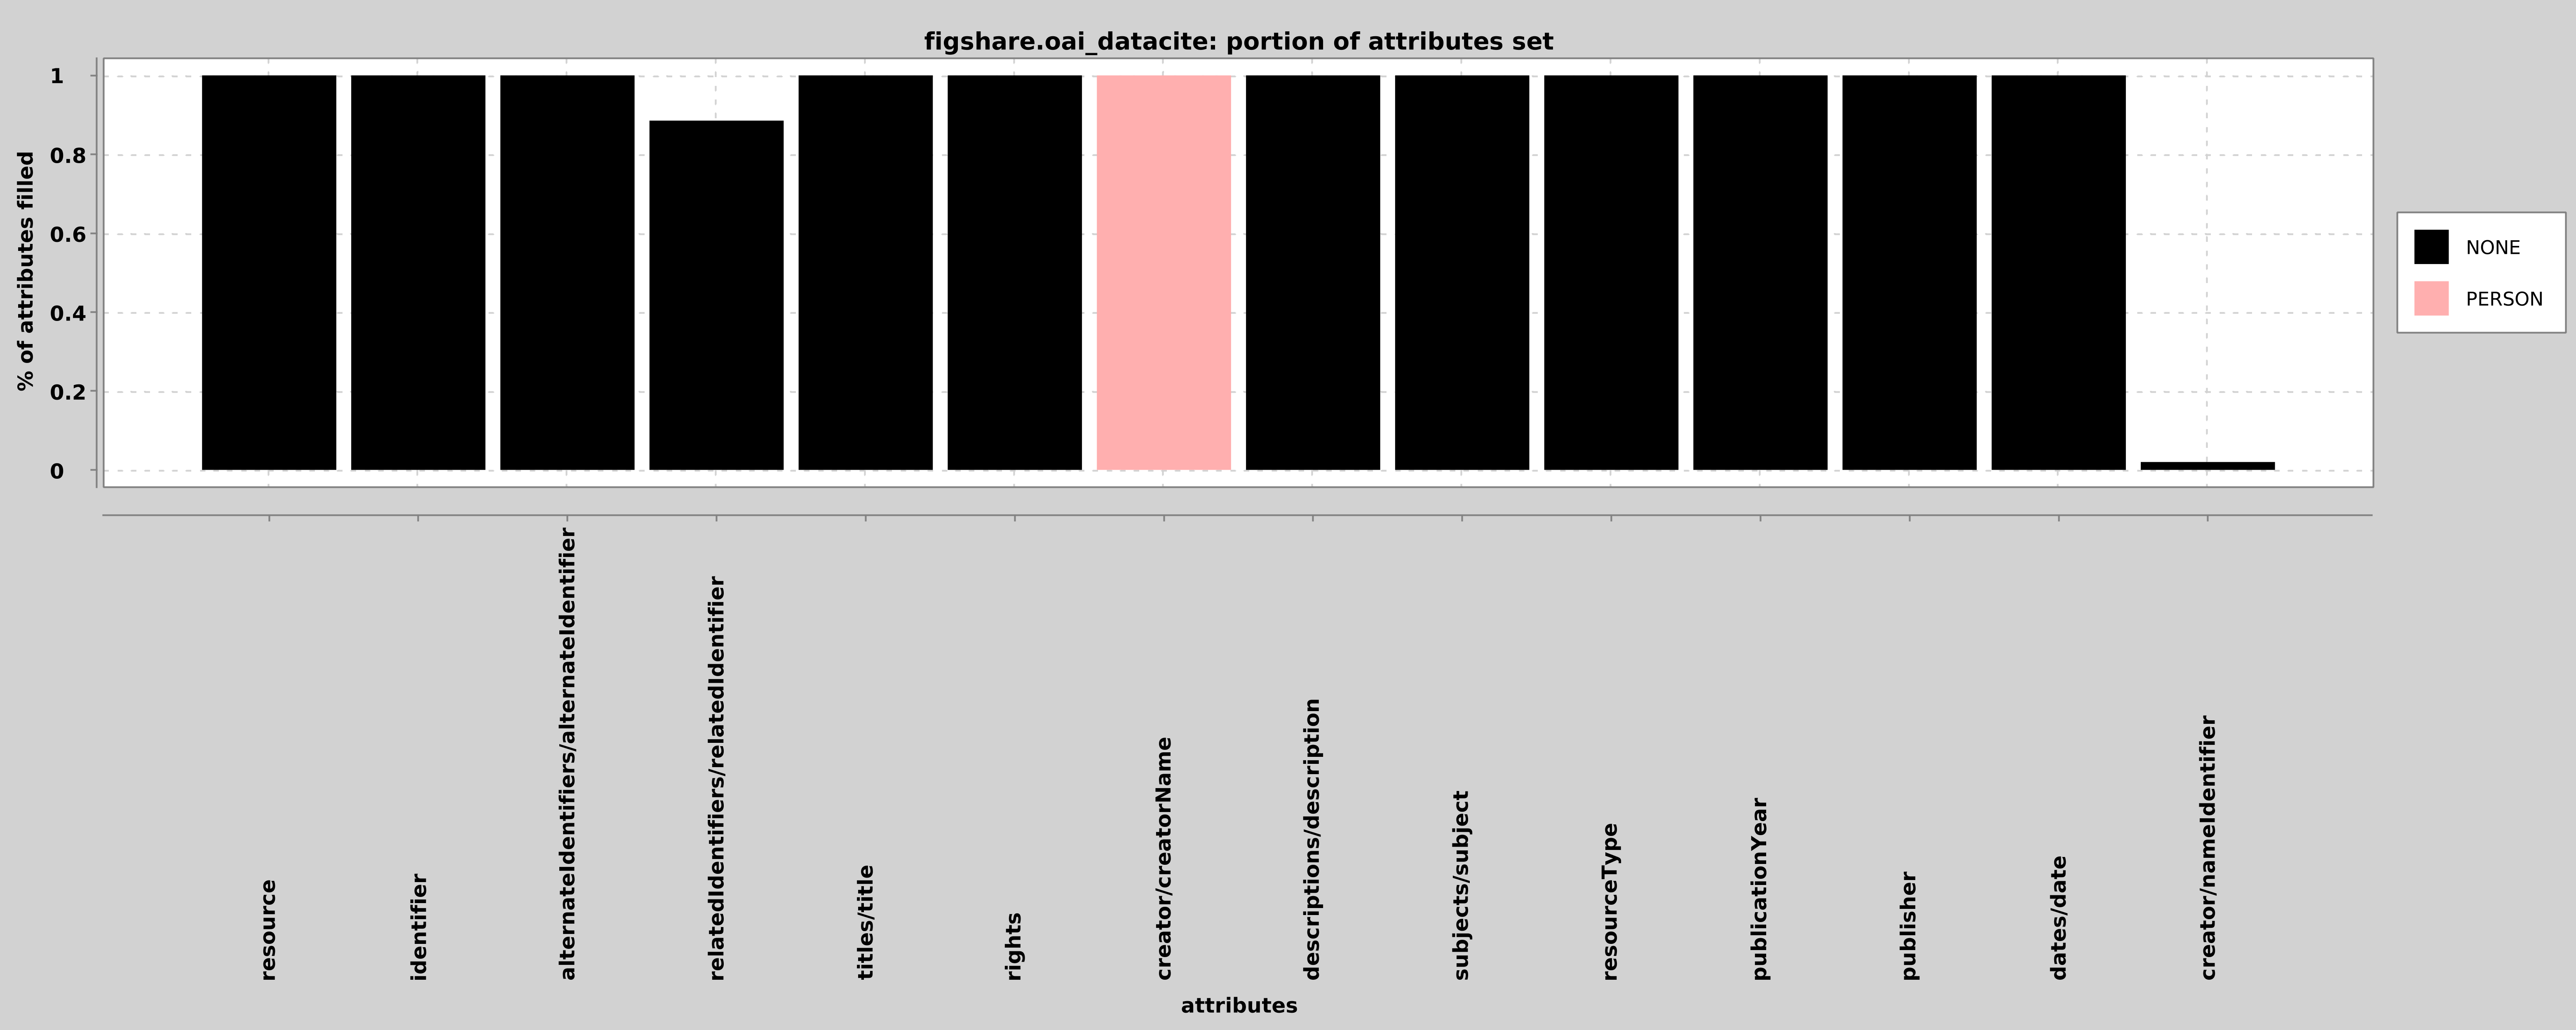 figshare.oai_datacite: portion of attributes set
% of attributes filled
1
0.8
0.6
0.4
0.2
0
resource
identifier
alternateIdentifiers/alternateIdentifier
relatedIdentifiers/relatedIdentifier
titles/title
rights
creator/creatorName
descriptions/description
subjects/subject
resourceType
publicationYear
publisher
dates/date
creator/nameIdentifier
attributes
NONE
PERSON